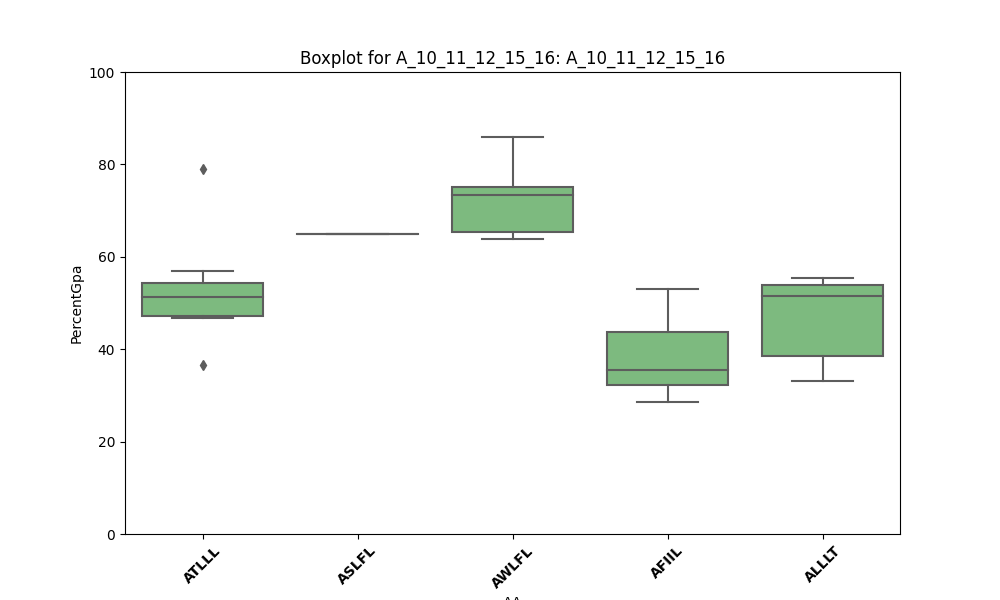 Boxplot for A_10_11_12_15_16: A_10_11_12_15_16
100
80
60
40
20
0
PercentGpa
ATLLL
ASLFL
AWLFL
AFIIL
ALLLT